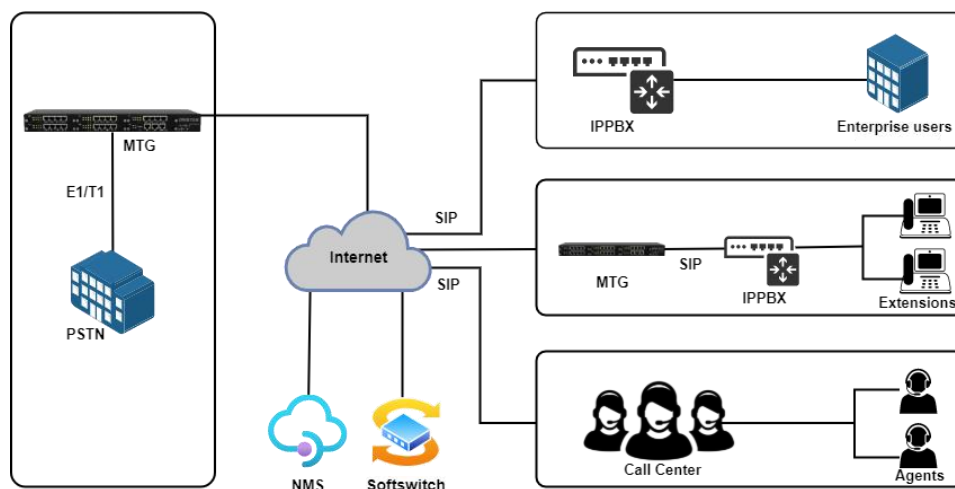 MTG
E1/T1
PSTN
Internet
SIP
SIP
NMS
Softswitch
IPPBX
Enterprise users
MTG
SIP
IPPBX
Extensions
Call Center
Agents